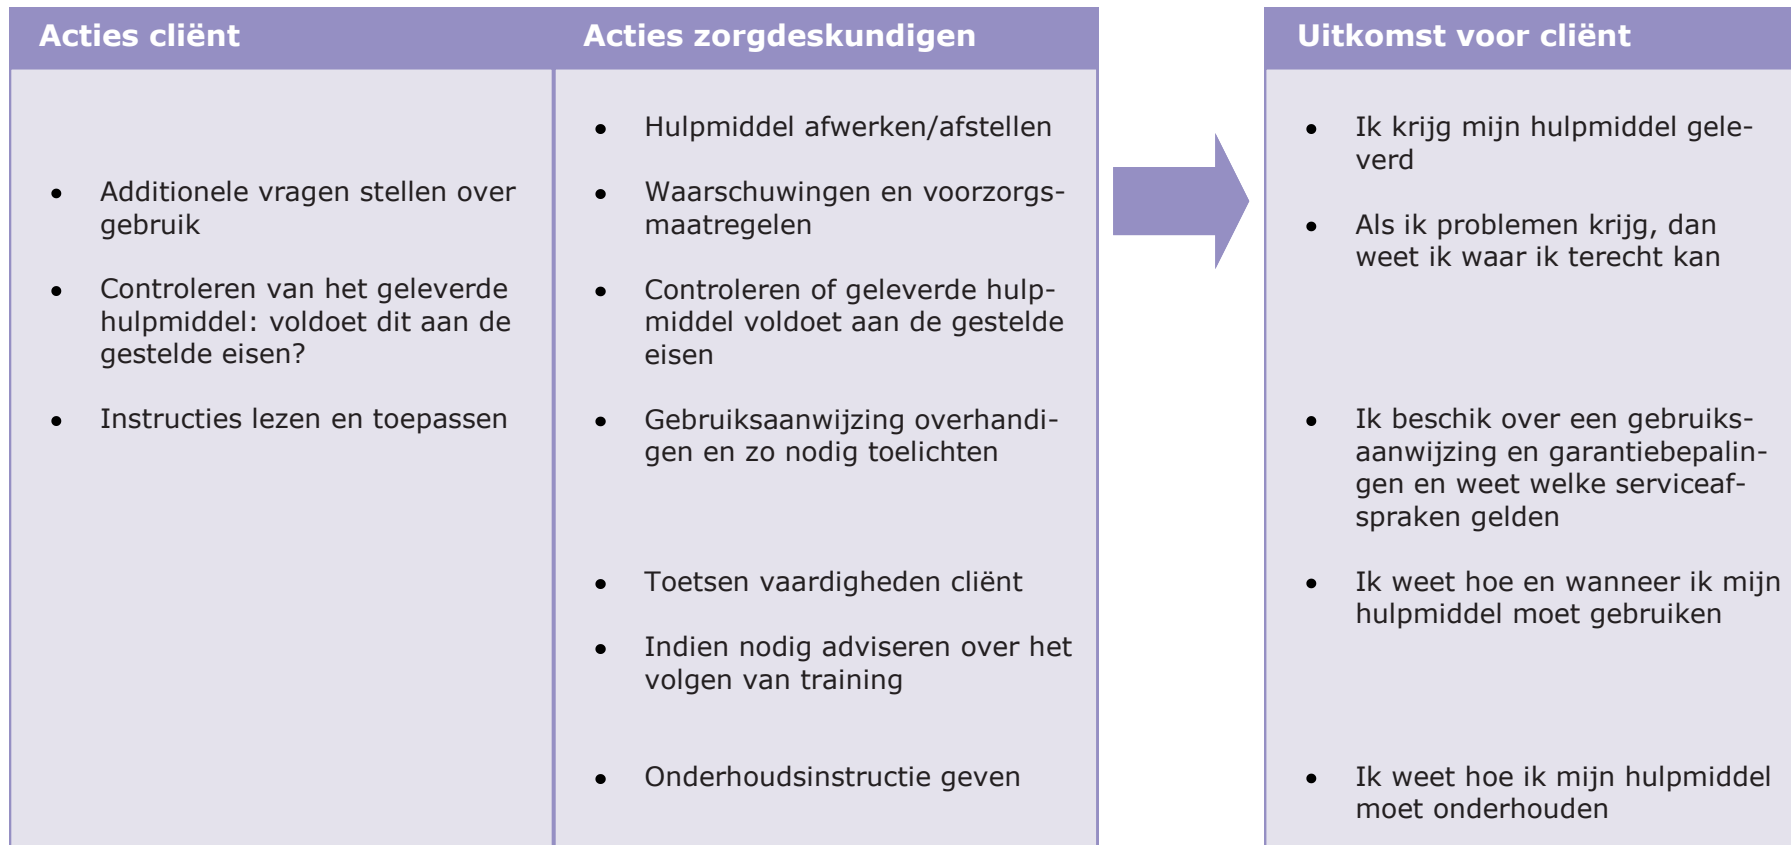 Acties cliënt
Additionele vragen stellen over
gebruik
Controleren van het geleverde
hulpmiddel: voldoet dit aan de
gestelde eisen?
Instructies lezen en toepassen
Acties zorgdeskundigen
Hulpmiddel afwerken/afstellen
Waarschuwingen en voorzorgs-
maatregelen
Controleren of geleverde hulp-
middel voldoet aan de gestelde
eisen
Gebruiksaanwijzing overhandi-
gen en zo nodig toelichten
Toetsen vaardigheden cliënt
Indien nodig adviseren over het
volgen van training
Onderhoudsinstructie geven
Uitkomst voor cliënt
Ik krijg mijn hulpmiddel gele-
verd
Als ik problemen krijg, dan
weet ik waar ik terecht kan
Ik beschik over een gebruiks-
aanwijzing en garantiebepalin-
gen en weet welke serviceaf-
spraken gelden
Ik weet hoe en wanneer ik mijn
hulpmiddel moet gebruiken
Ik weet hoe ik mijn hulpmiddel
moet onderhouden